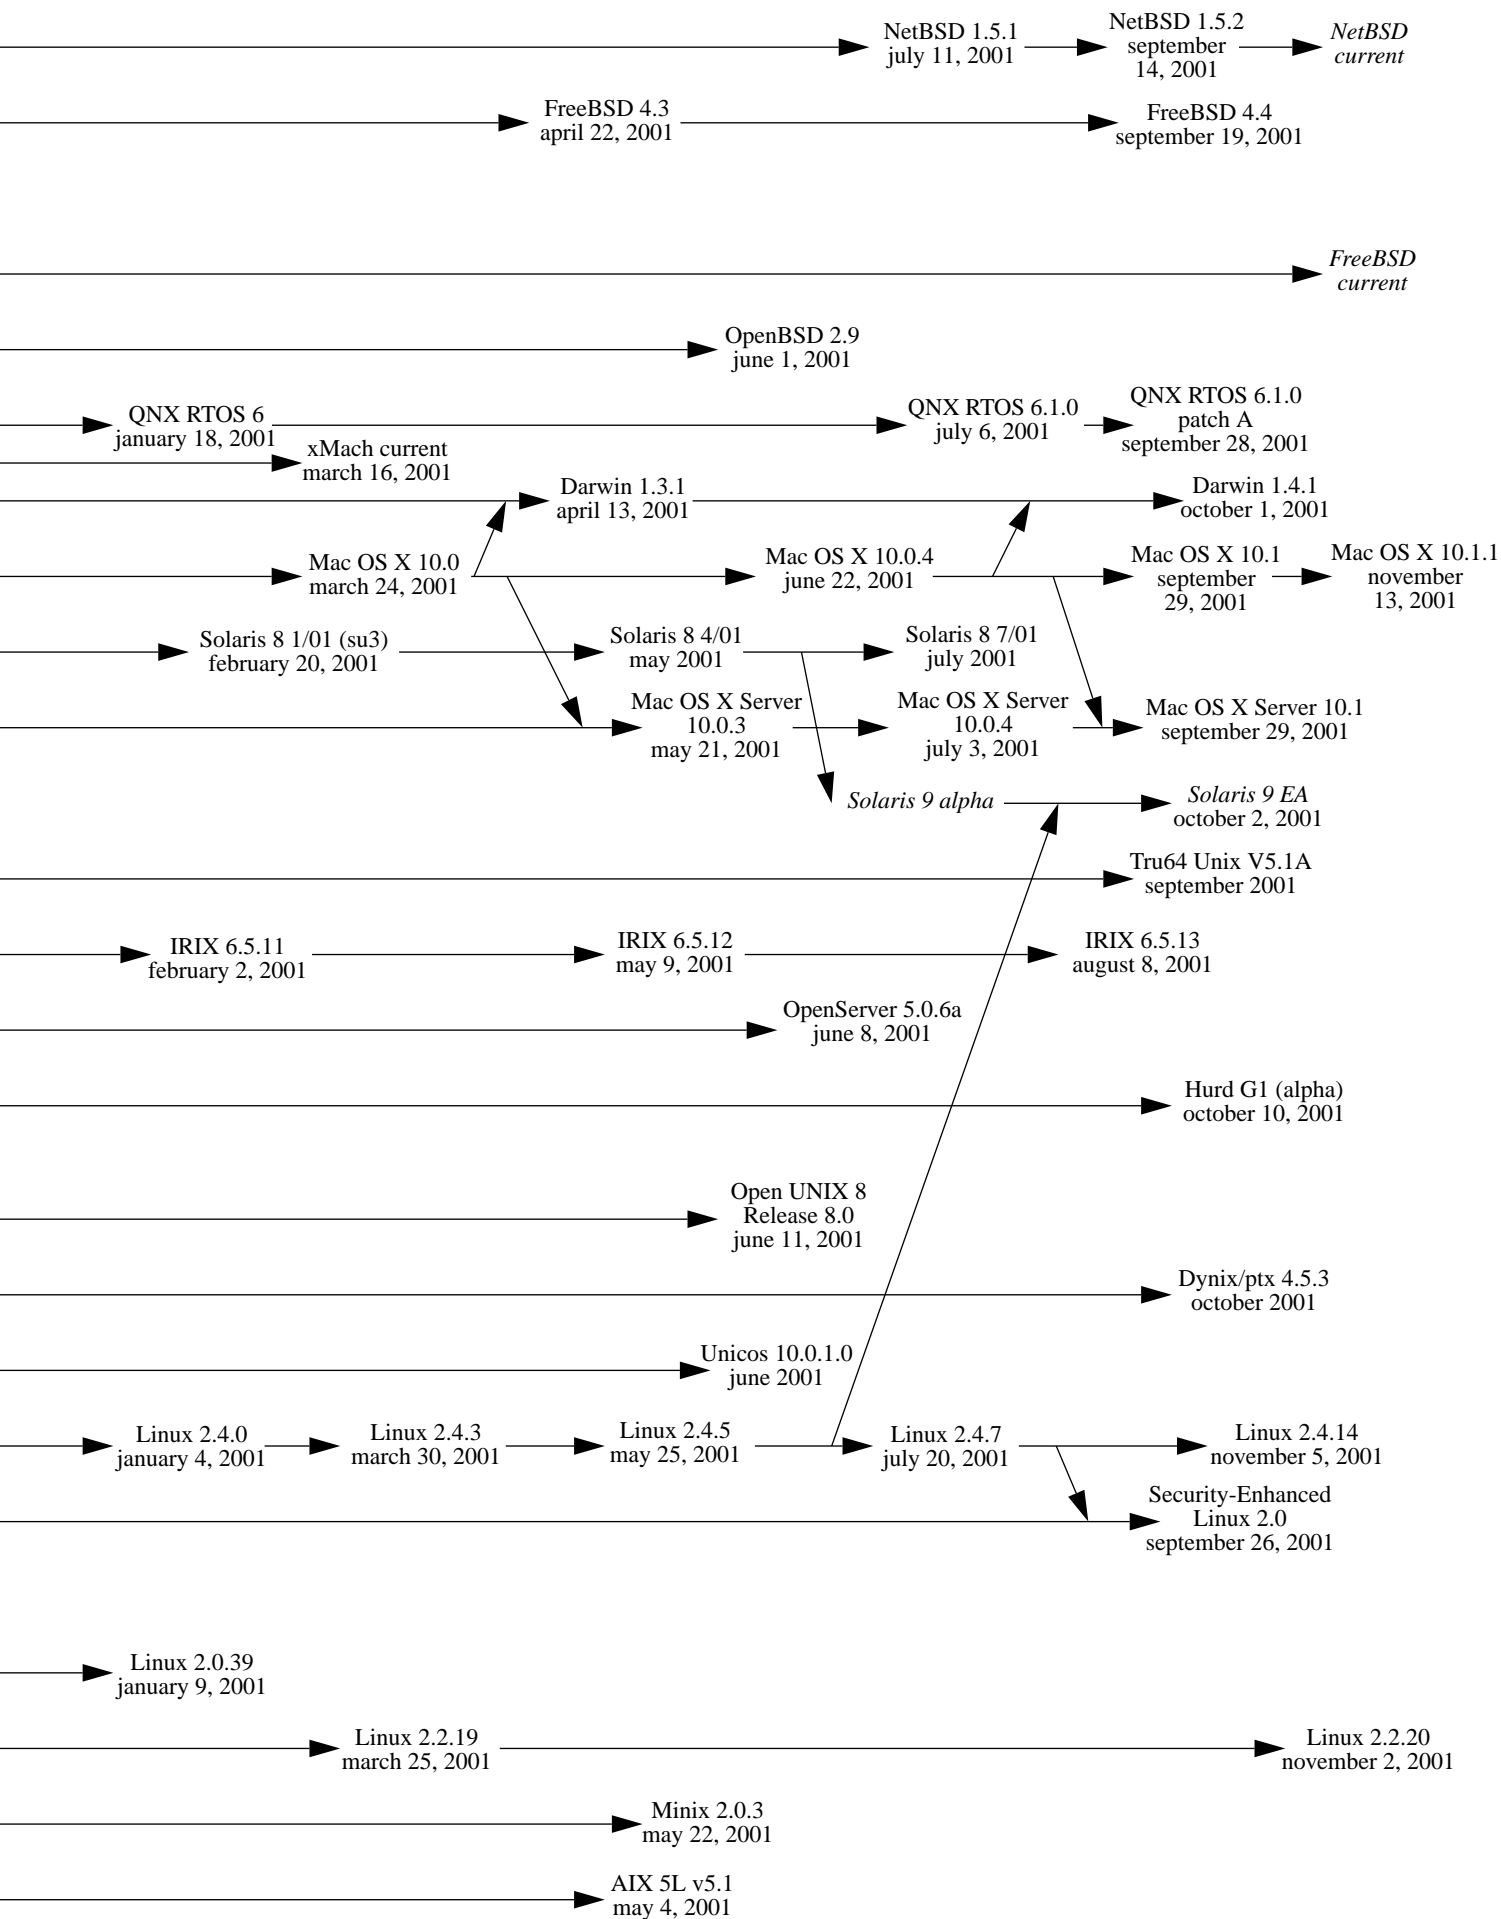 NetBSD 1.5.1
july 11, 2001
NetBSD 1.5.2
september
14, 2001
NetBSD
current
FreeBSD 4.3
april 22, 2001
FreeBSD 4.4
september 19, 2001
FreeBSD
current
OpenBSD 2.9
june 1, 2001
QNX RTOS 6
january 18, 2001
QNX RTOS 6.1.0
july 6, 2001
QNX RTOS 6.1.0
patch A
september 28, 2001
xMach current
march 16, 2001
Darwin 1.3.1
april 13, 2001
Darwin 1.4.1
october 1, 2001
Mac OS X 10.0
march 24, 2001
Mac OS X 10.0.4
june 22, 2001
Mac OS X 10.1
september
29, 2001
Mac OS X 10.1.1
november
13, 2001
Solaris 8 1/01 (su3)
february 20, 2001
Solaris 8 4/01
may 2001
Solaris 8 7/01
july 2001
Mac OS X Server
10.0.3
may 21, 2001
Mac OS X Server
10.0.4
july 3, 2001
Mac OS X Server 10.1
september 29, 2001
Solaris 9 alpha
Solaris 9 EA
october 2, 2001
Tru64 Unix V5.1A
september 2001
IRIX 6.5.11
february 2, 2001
IRIX 6.5.12
may 9, 2001
IRIX 6.5.13
august 8, 2001
OpenServer 5.0.6a
june 8, 2001
Hurd G1 (alpha)
october 10, 2001
Open UNIX 8
Release 8.0
june 11, 2001
Dynix/ptx 4.5.3
october 2001
Unicos 10.0.1.0
june 2001
Linux 2.4.0
january 4, 2001
Linux 2.4.3
march 30, 2001
Linux 2.4.5
may 25, 2001
Linux 2.4.7
july 20, 2001
Linux 2.4.14
november 5, 2001
Security-Enhanced
Linux 2.0
september 26, 2001
Linux 2.0.39
january 9, 2001
Linux 2.2.19
march 25, 2001
Linux 2.2.20
november 2, 2001
Minix 2.0.3
may 22, 2001
AIX 5L v5.1
may 4, 2001